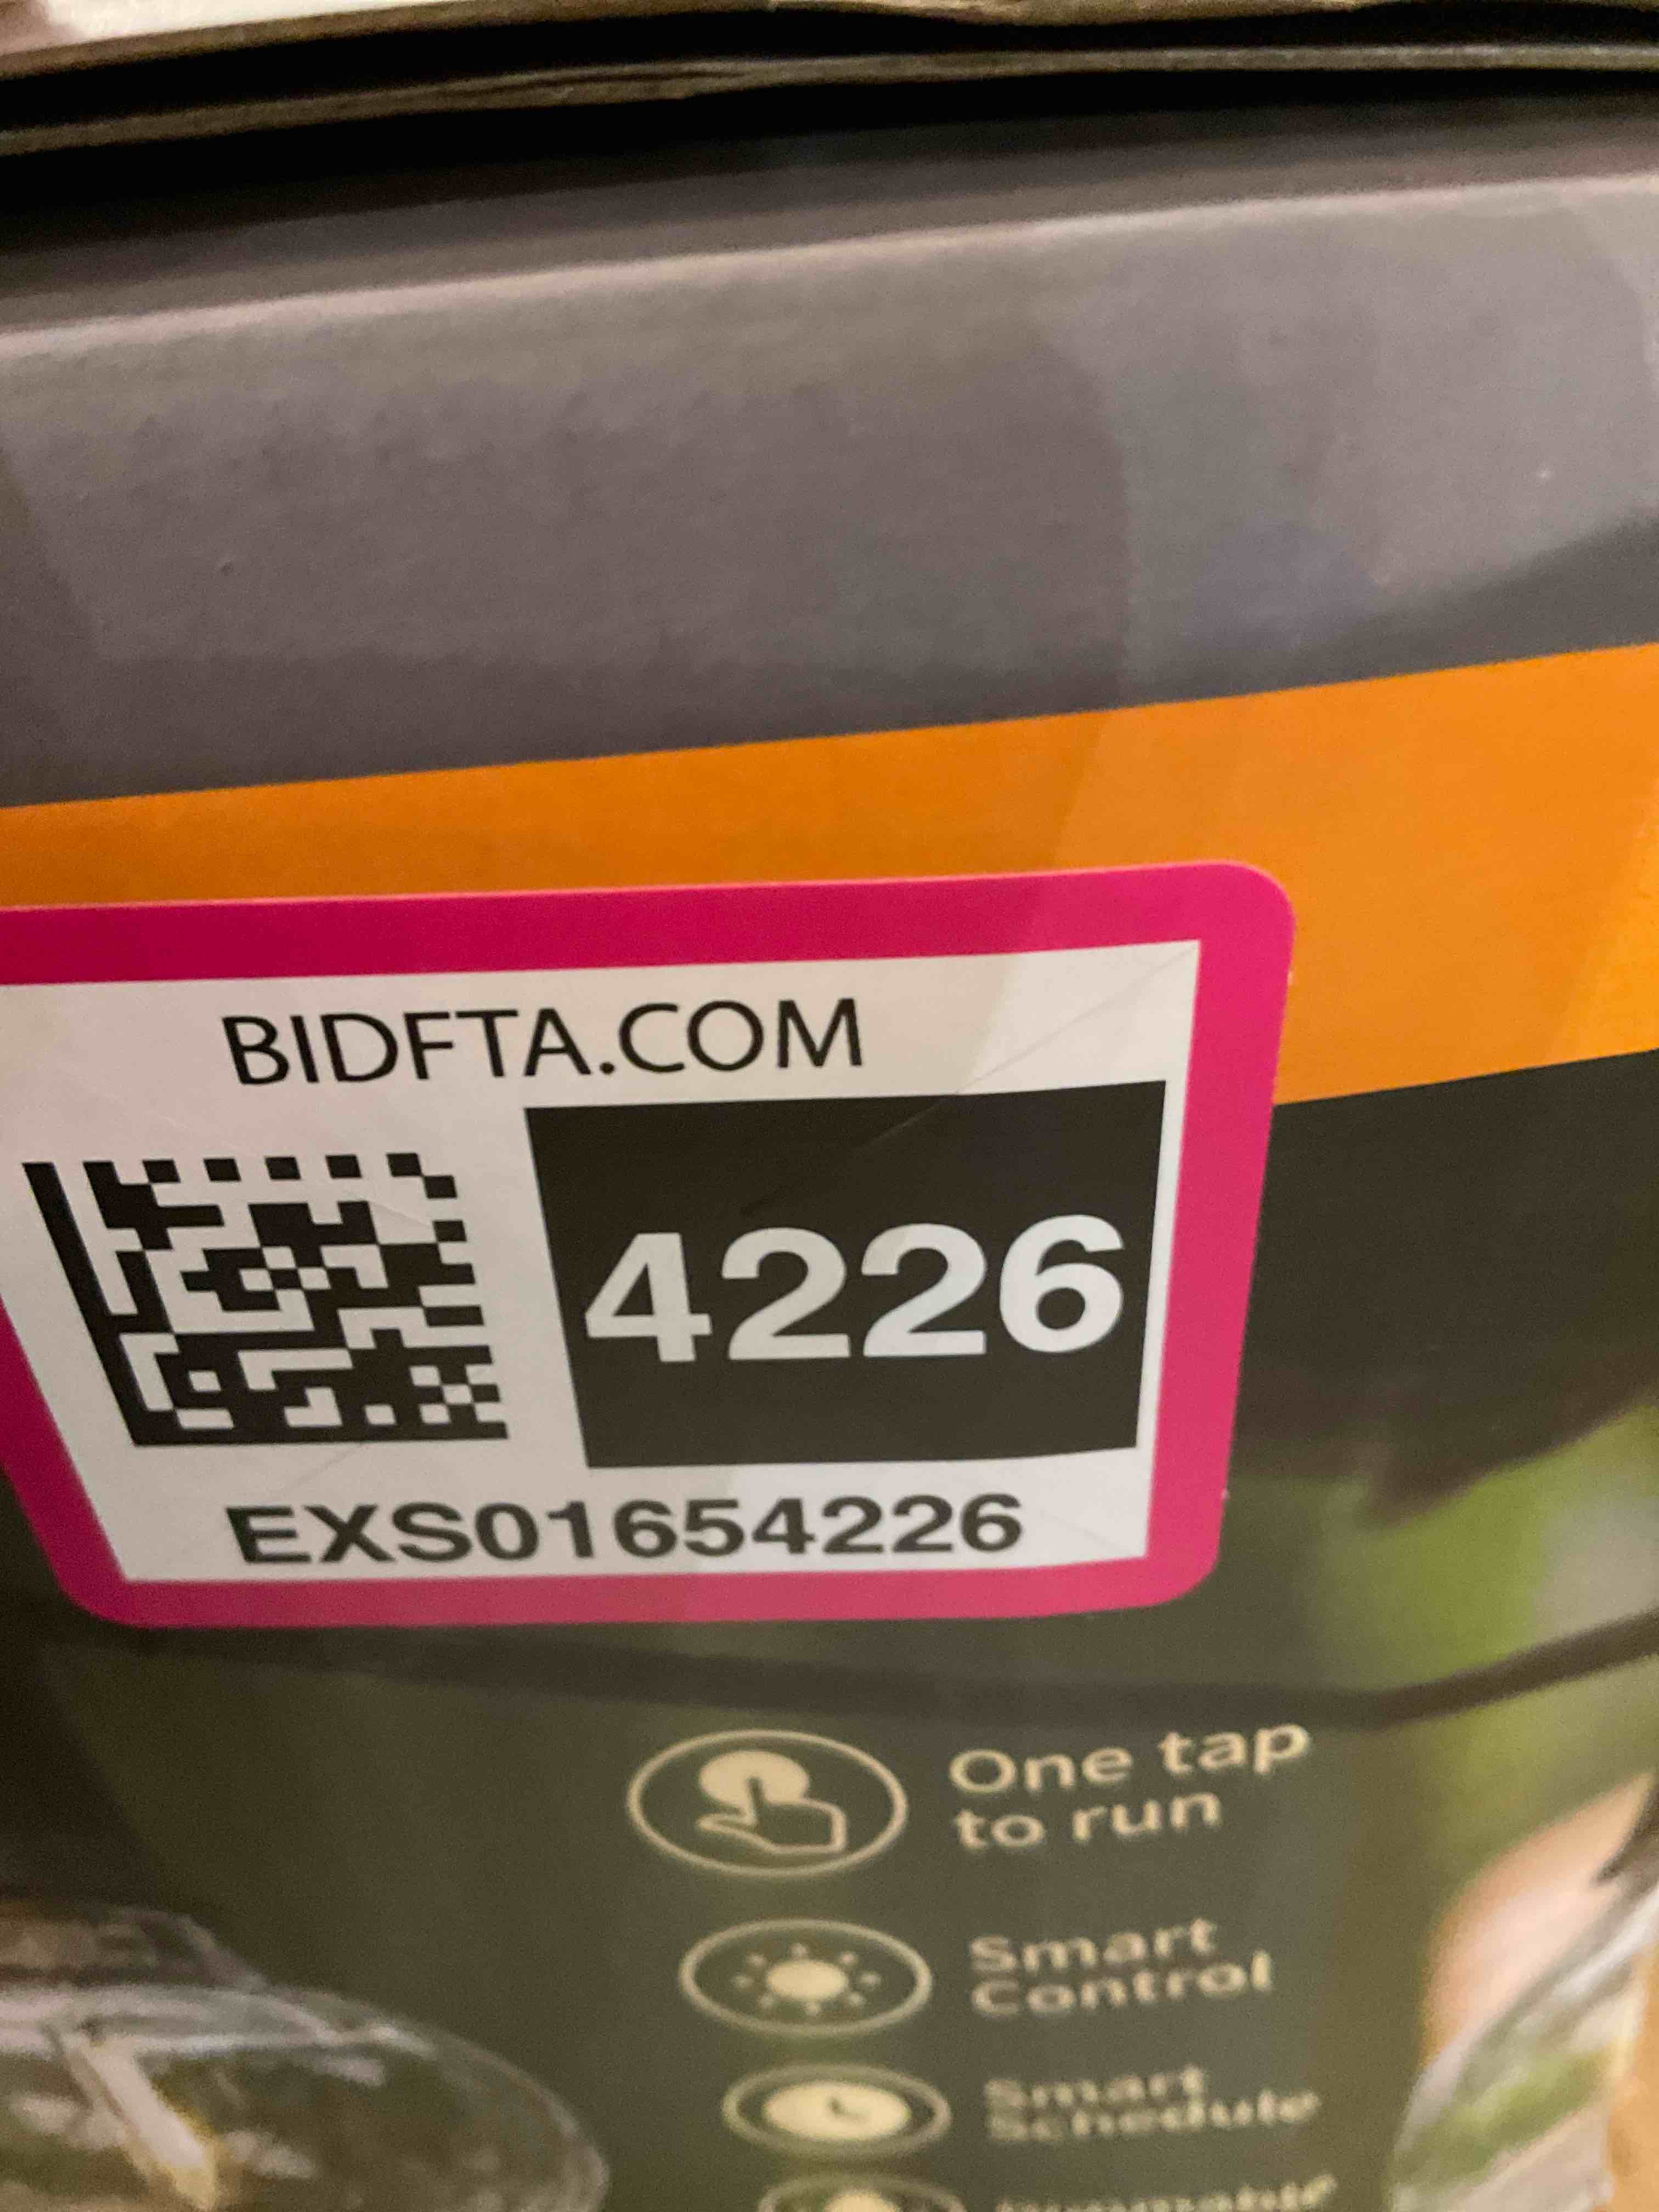 BIDFTA.COM
4226
EXS01654226
One tap
to run
Smart
Control
Smart
Schedule